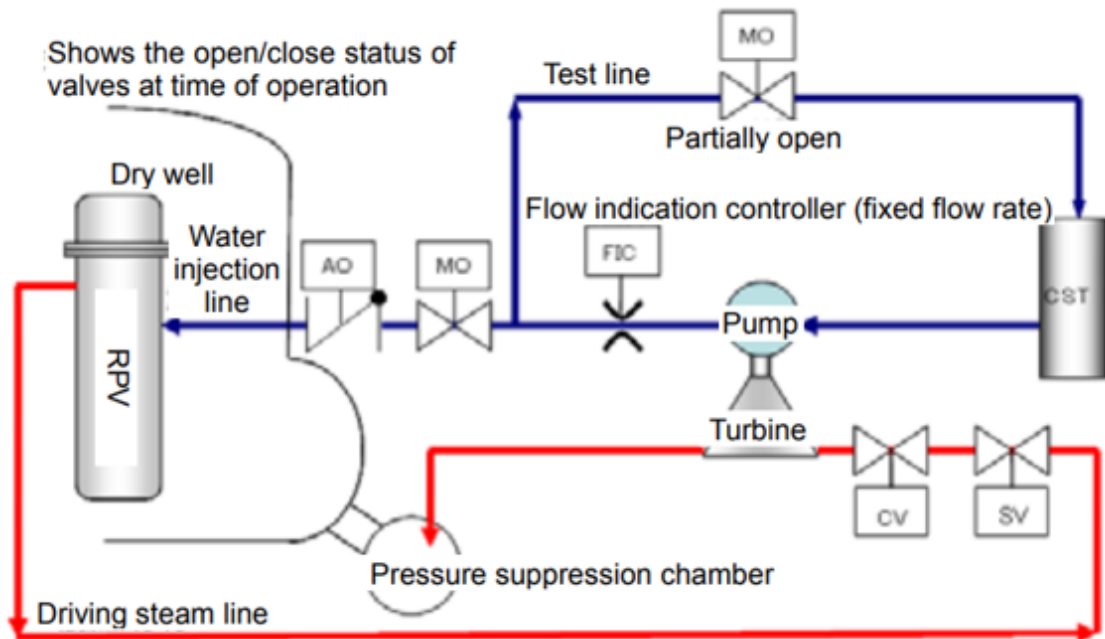 Shows the open/close status of
valves at time of operation
MO
Test line
Partially open
Dry well
Flow indication controller (fixed flow rate)
Water
injection
line
AO
MO
FIC
CST
Pump
RPV
Turbine
CV
SV
Pressure suppression chamber
Driving steam line